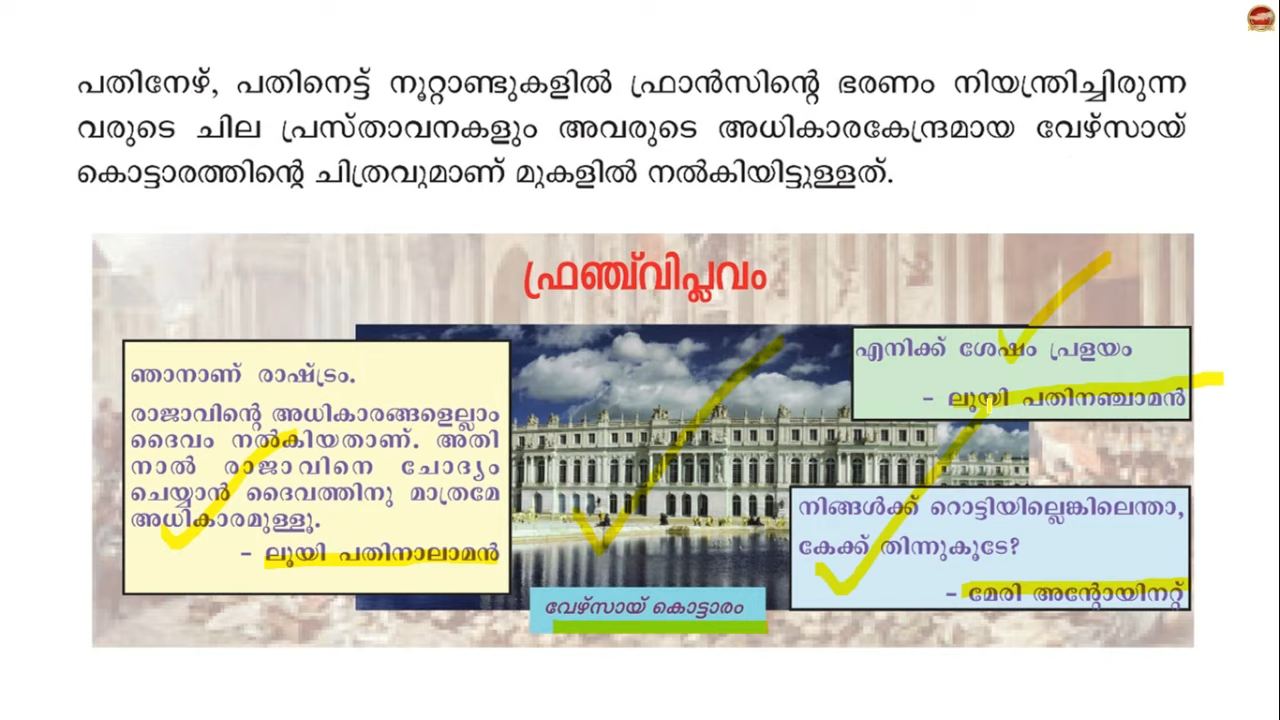 പതിനേഴ്, പതിനെട്ട് നൂറ്റാണ്ടുകളിൽ ഫ്രാൻസിന്റെ ഭരണം നിയന്ത്രിച്ചിരുന്ന
വരുടെ ചില പ്രസ്താവനകളും അവരുടെ അധികാരകേന്ദ്രമായ വേഴ്സായ്
കൊട്ടാരത്തിന്റെ ചിത്രവുമാണ് മുകളിൽ നൽകിയിട്ടുള്ളത്.
ഫ്രഞ്ച്‌വിപ്ലവം
ഞാനാണ് രാഷ്ട്രം.
രാജാവിന്റെ അധികാരങ്ങളെല്ലാം
ദൈവം നൽകിയതാണ്. അതി
നാൽ രാജാവിനെ ചോദ്യം
ചെയ്യാൻ ദൈവത്തിനു മാത്രമേ
അധികാരമുള്ളൂ.
– ലൂയി പതിനാലാമൻ
എനിക്ക് ശേഷം പ്രളയം
– ലൂയി പതിനഞ്ചാമൻ
നിങ്ങൾക്ക് റൊട്ടിയില്ലെങ്കിലെന്താ,
കേക്ക് തിന്നുകൂടേ?
– മേരി അന്റോയിനറ്റ്
വേഴ്സായ് കൊട്ടാരം